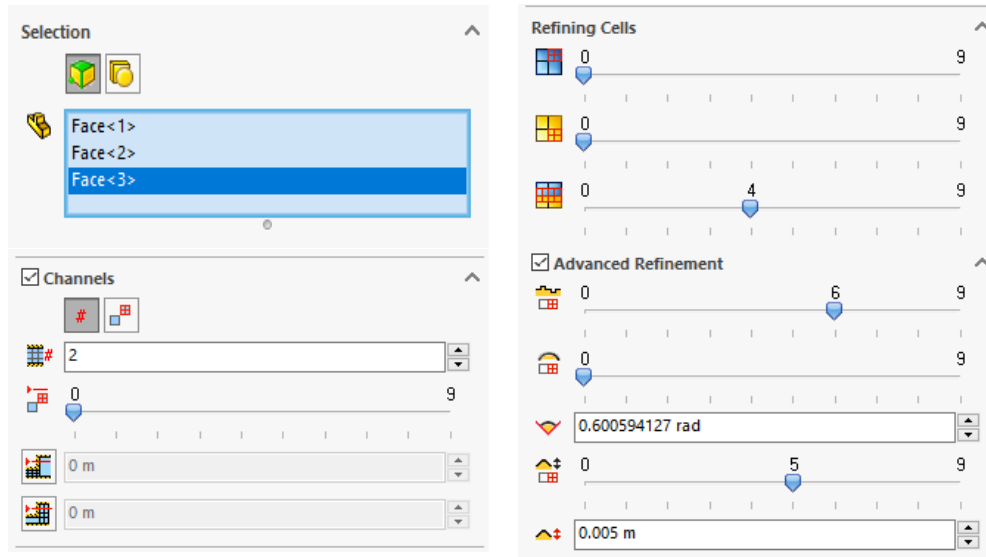 Selection
Face<1>
Face<2>
Face<3>
Channels
#
#
2
0 9
0 m
0 m
Refining Cells
0 9
0 9
0 4 9
Advanced Refinement
0 6 9
0 9
0.600594127 rad
0 5 9
0.005 m